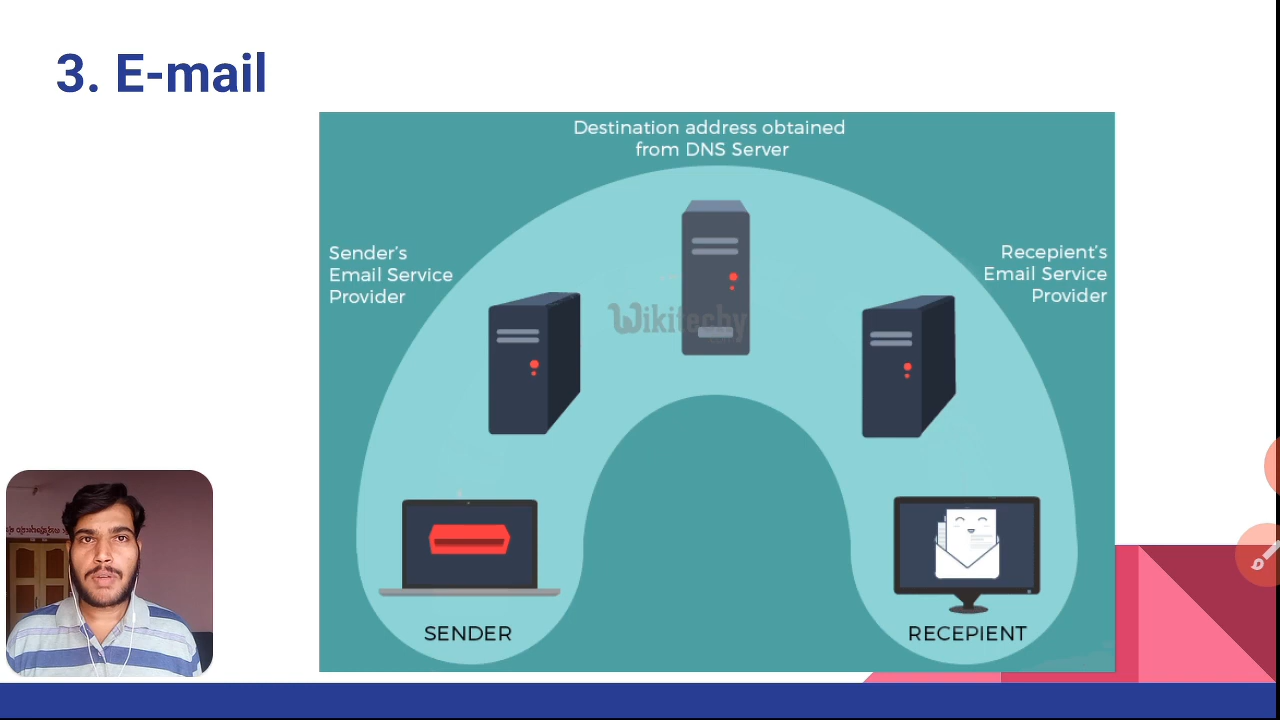 3. E-mail
Destination address obtained
from DNS Server
Sender's
Email Service
Provider
Recepient's
Email Service
Provider
Wikitechy
SENDER
RECEPIENT